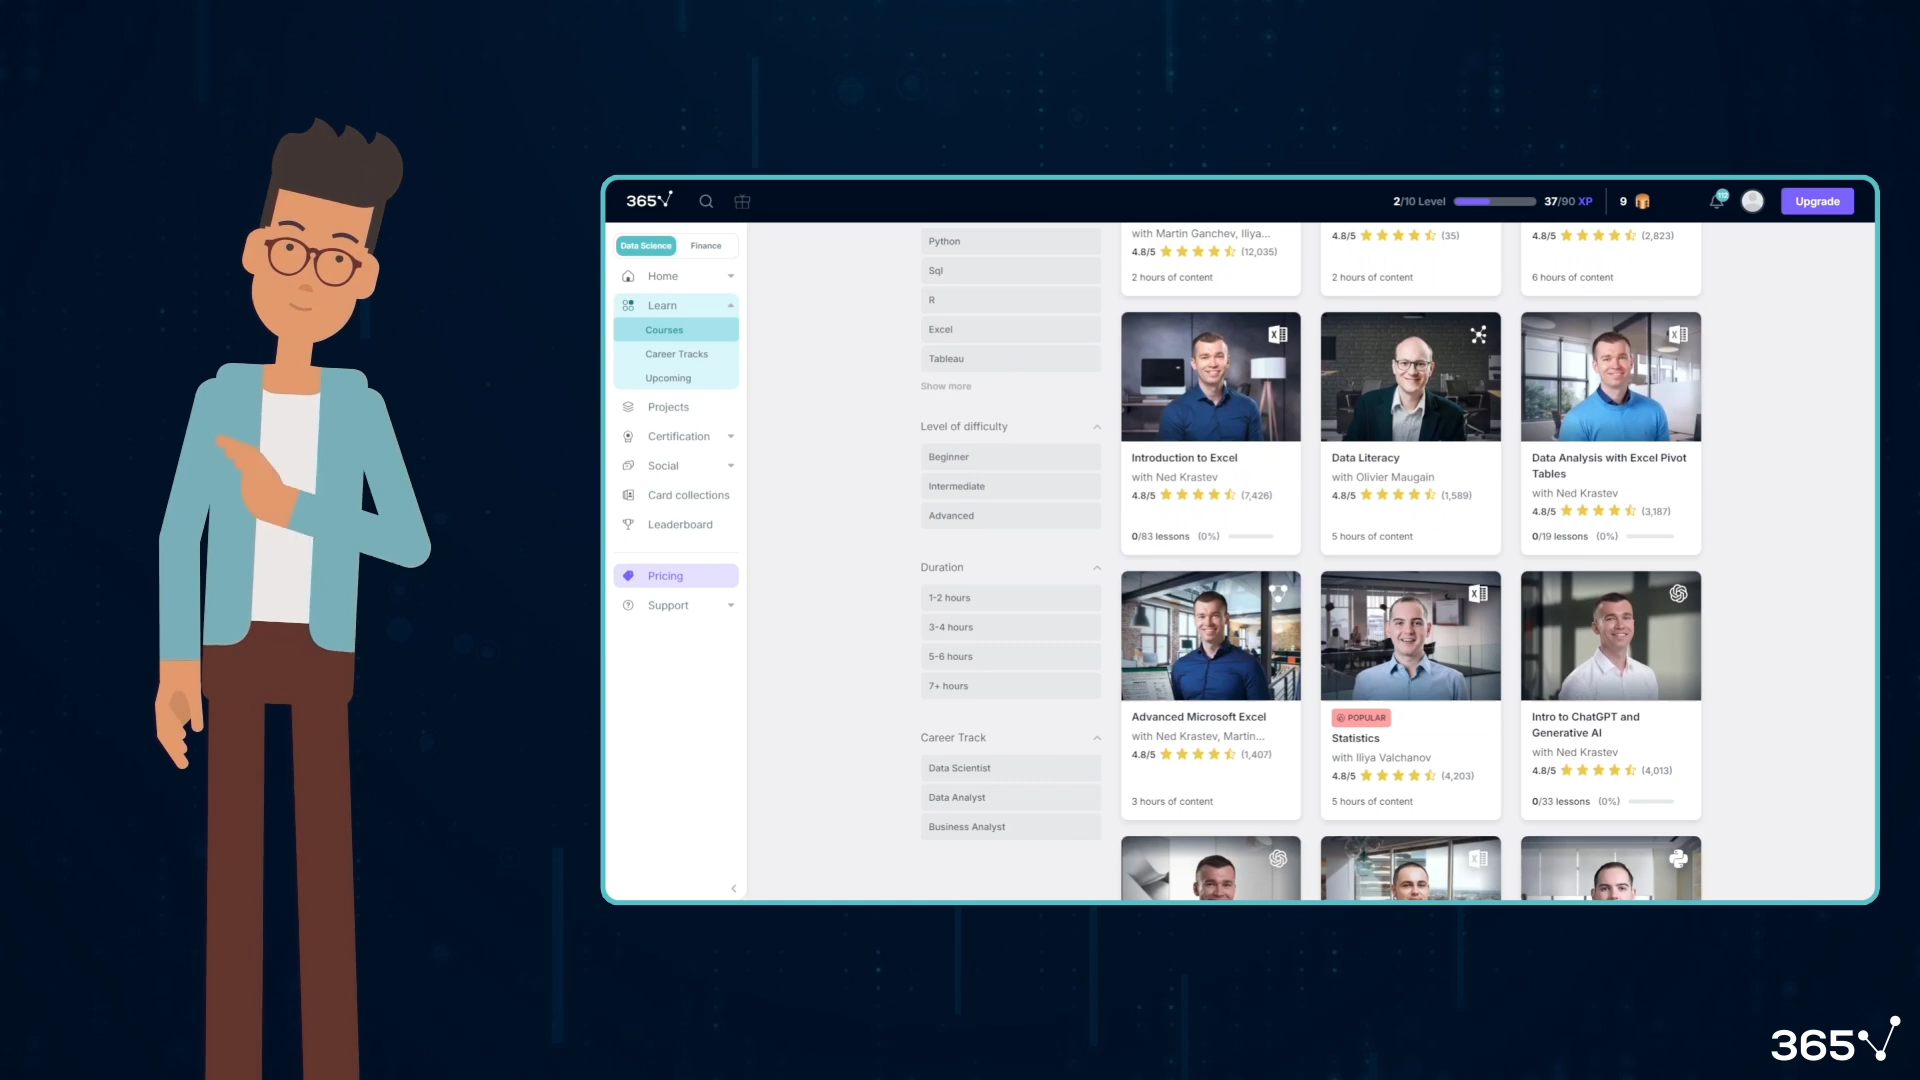 365
2/10 Level
37/90 XP
9
Upgrade
Data Science
Finance
Home
Learn
Courses
Career Tracks
Upcoming
Projects
Certification
Social
Card collections
Leaderboard
Pricing
Support
Python
Sql
R
Excel
Tableau
Show more
Level of difficulty
Beginner
Intermediate
Advanced
Duration
1-2 hours
3-4 hours
5-6 hours
7+ hours
Career Track
Data Scientist
Data Analyst
Business Analyst
with Martin Ganchev, Iliya...
4.8/5 (12,035)
2 hours of content
4.8/5 (35)
2 hours of content
4.8/5 (2,823)
6 hours of content
Introduction to Excel
with Ned Krastev
4.8/5 (7,426)
0/83 lessons (0%)
Data Literacy
with Olivier Maugain
4.8/5 (1,589)
5 hours of content
Data Analysis with Excel Pivot
Tables
with Ned Krastev
4.8/5 (3,187)
0/19 lessons (0%)
Advanced Microsoft Excel
with Ned Krastev, Martin...
4.8/5 (1,407)
3 hours of content
POPULAR
Statistics
with Iliya Valchanov
4.8/5 (4,203)
5 hours of content
Intro to ChatGPT and
Generative AI
with Ned Krastev
4.8/5 (4,013)
0/33 lessons (0%)
365